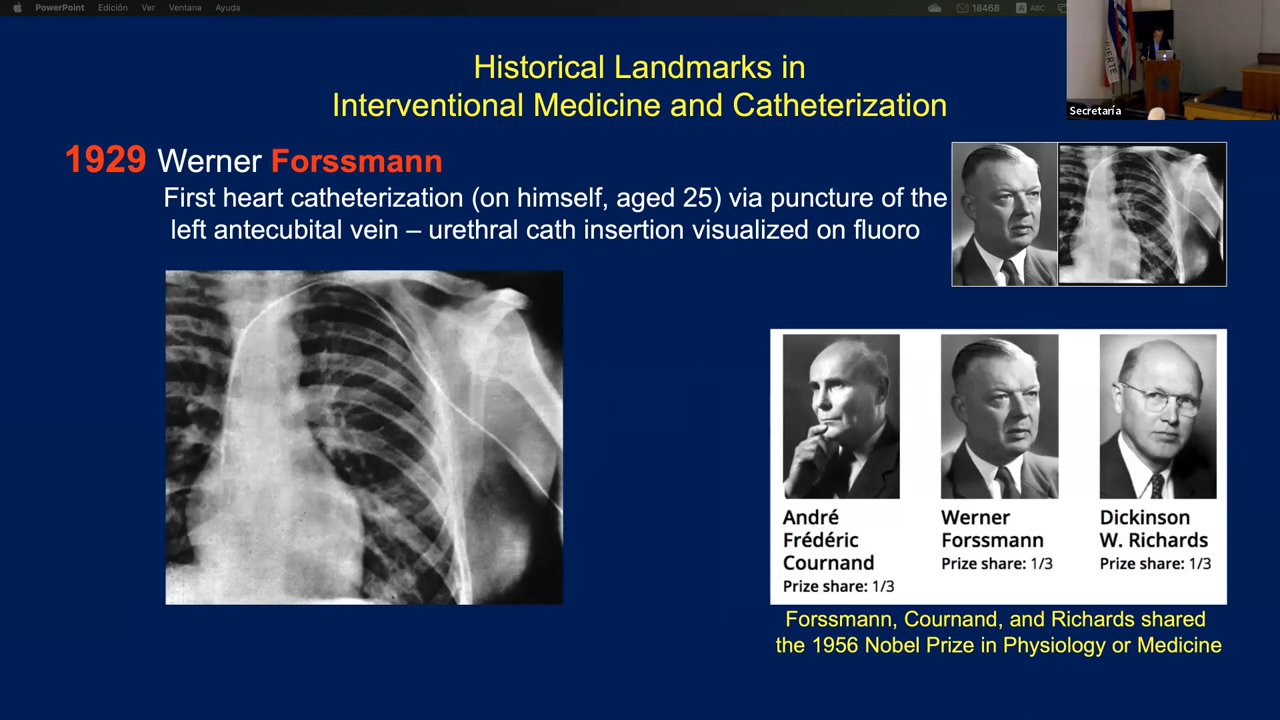 PowerPoint Edición Ver Ventana Ayuda
18468
A ABC
Secretaría
Historical Landmarks in
Interventional Medicine and Catheterization
1929 Werner Forssmann
First heart catheterization (on himself, aged 25) via puncture of the
left antecubital vein – urethral cath insertion visualized on fluoro
André
Frédéric
Cournand
Prize share: 1/3
Werner
Forssmann
Prize share: 1/3
Dickinson
W. Richards
Prize share: 1/3
Forssmann, Cournand, and Richards shared
the 1956 Nobel Prize in Physiology or Medicine